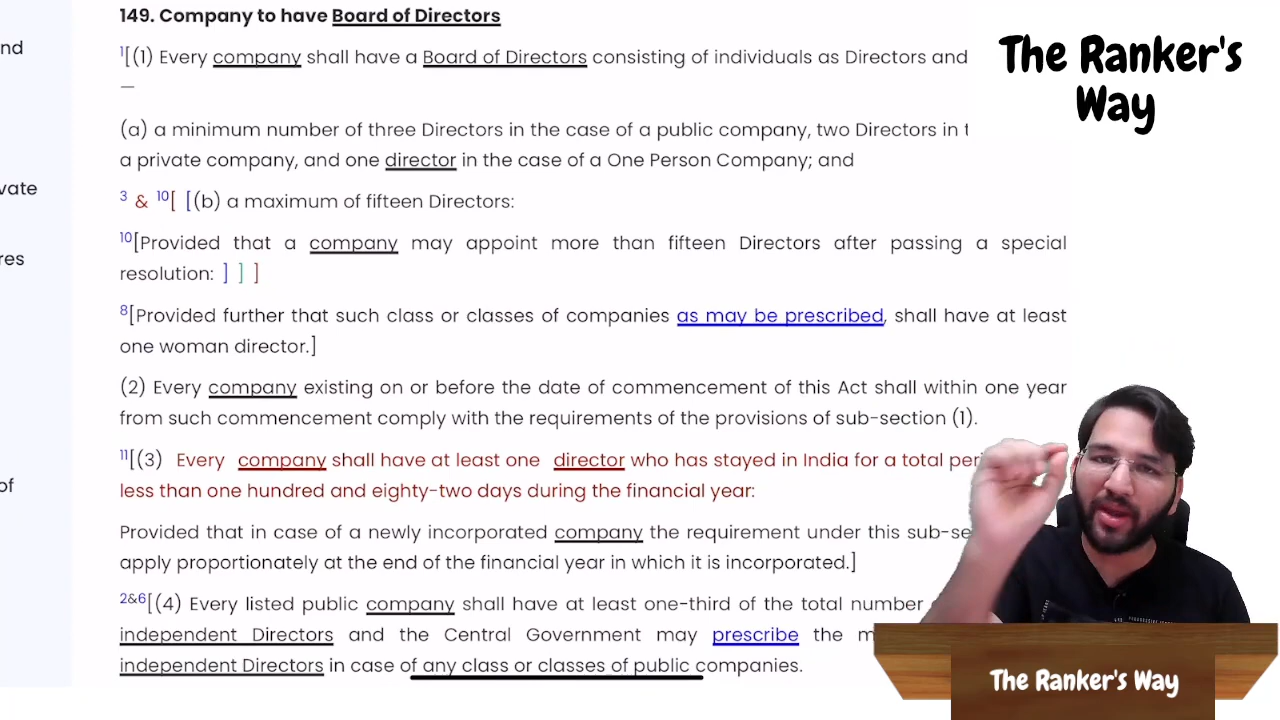 149. Company to have Board of Directors
The Ranker's
Way
nd
1[(1) Every company shall have a Board of Directors consisting of individuals as Directors and
—
(a) a minimum number of three Directors in the case of a public company, two Directors in t
a private company, and one director in the case of a One Person Company; and
vate
3 & 10[ [(b) a maximum of fifteen Directors:
10[Provided that a company may appoint more than fifteen Directors after passing a special
res
resolution: ] ] ]
8[Provided further that such class or classes of companies as may be prescribed, shall have at least
one woman director.]
(2) Every company existing on or before the date of commencement of this Act shall within one year
from such commencement comply with the requirements of the provisions of sub-section (1).
11[(3) Every company shall have at least one director who has stayed in India for a total per
of
less than one hundred and eighty-two days during the financial year:
Provided that in case of a newly incorporated company the requirement under this sub-se
apply proportionately at the end of the financial year in which it is incorporated.]
2&6[(4) Every listed public company shall have at least one-third of the total number
independent Directors and the Central Government may prescribe the m
independent Directors in case of any class or classes of public companies.
The Ranker's Way